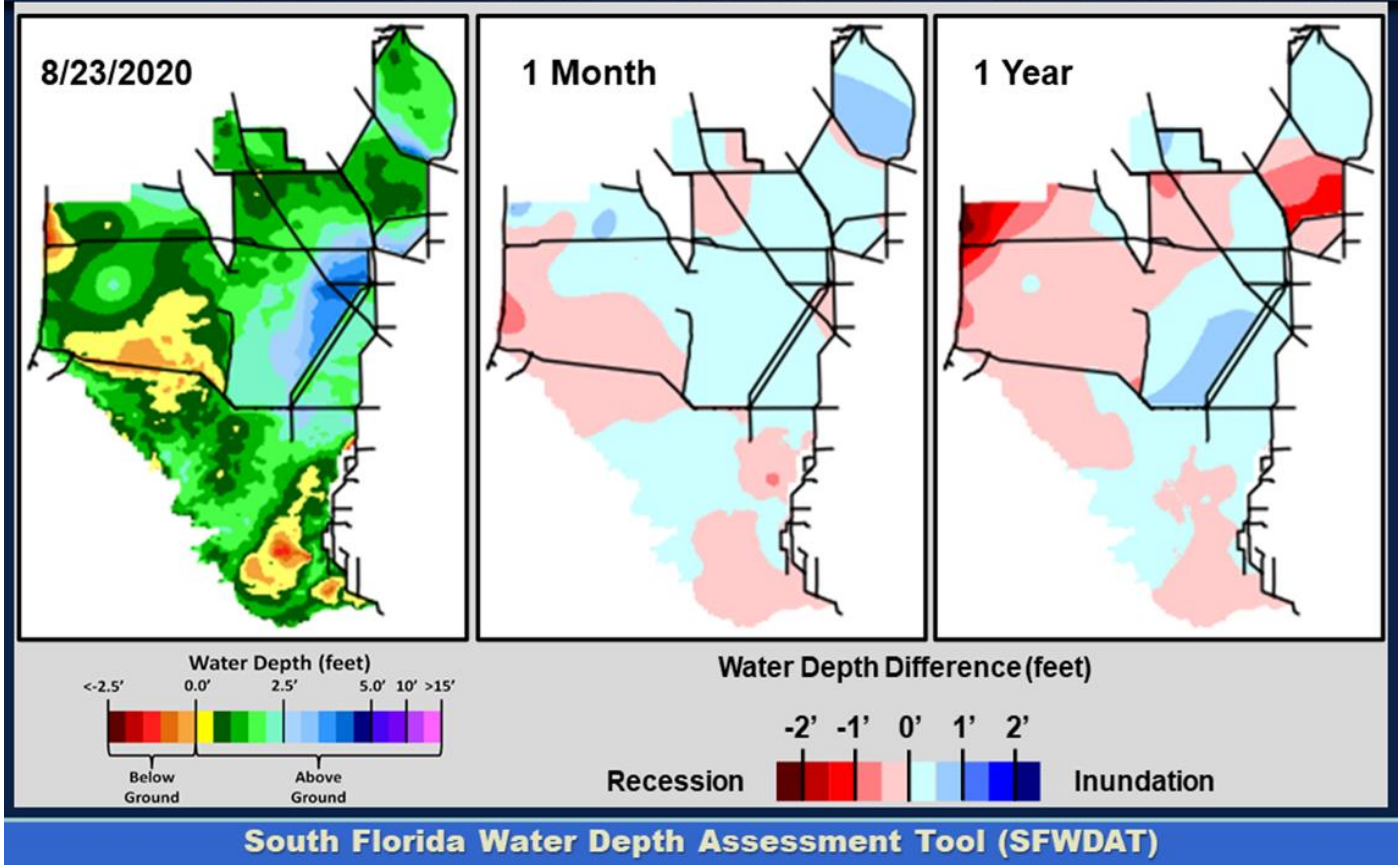 8/23/2020
1 Month
1 Year
Water Depth (feet)
<-2.5’ 0.0’ 2.5’ 5.0’ 10’ >15’
Below
Ground
Above
Ground
Water Depth Difference (feet)
-2’ -1’ 0’ 1’ 2’
Recession Inundation
South Florida Water Depth Assessment Tool (SFWDAT)